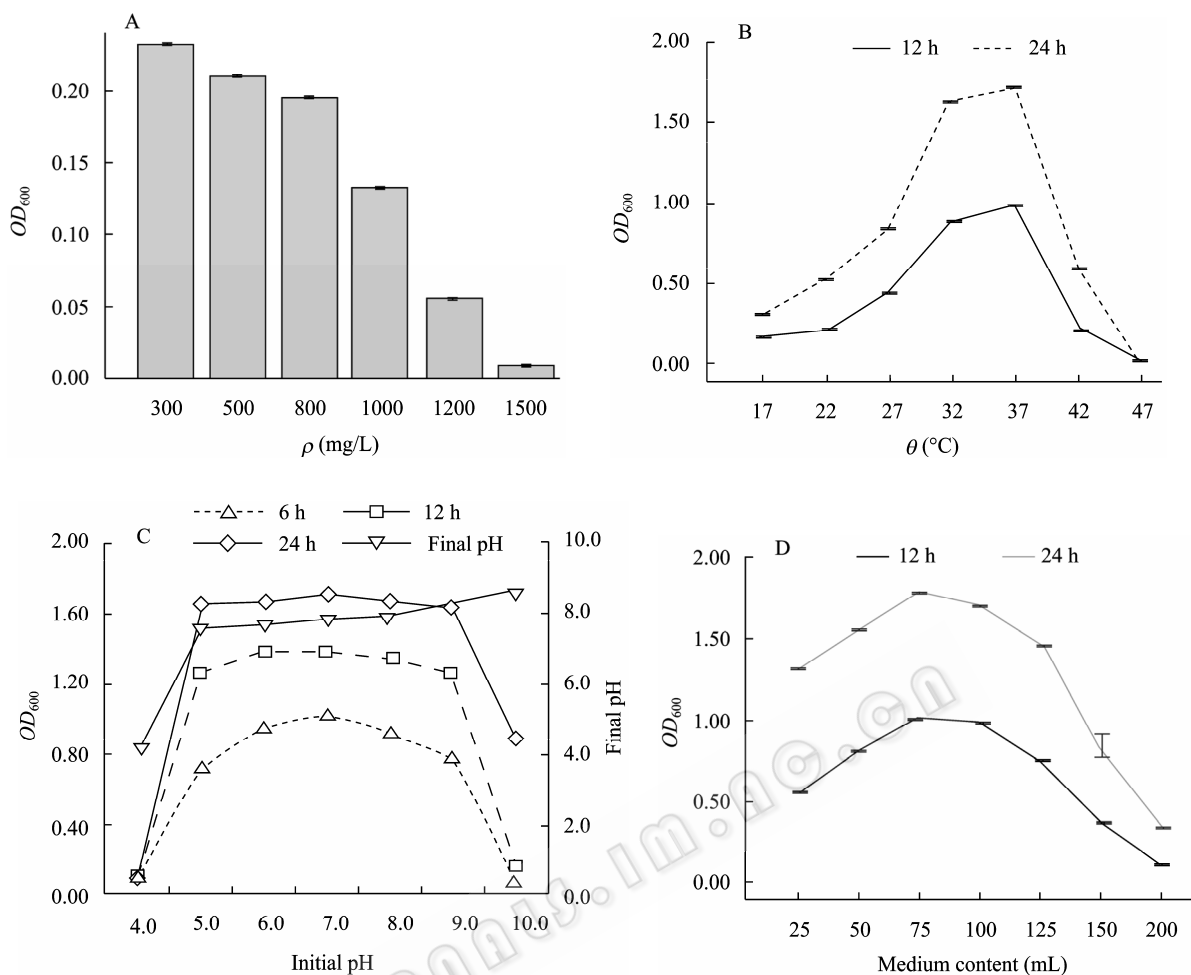 A
OD600
0.20
0.15
0.10
0.05
0.00
300 500 800 1000 1200 1500
ρ (mg/L)
B
12 h 24 h
OD600
2.00
1.50
1.00
0.50
0.00
17 22 27 32 37 42 47
θ (°C)
C
6 h 12 h
24 h Final pH
OD600
2.00
1.60
1.20
0.80
0.40
0.00
10.0
8.0
6.0
4.0
2.0
0.0
Final pH
4.0 5.0 6.0 7.0 8.0 9.0 10.0
Initial pH
D
12 h 24 h
OD600
2.00
1.50
1.00
0.50
0.00
25 50 75 100 125 150 200
Medium content (mL)